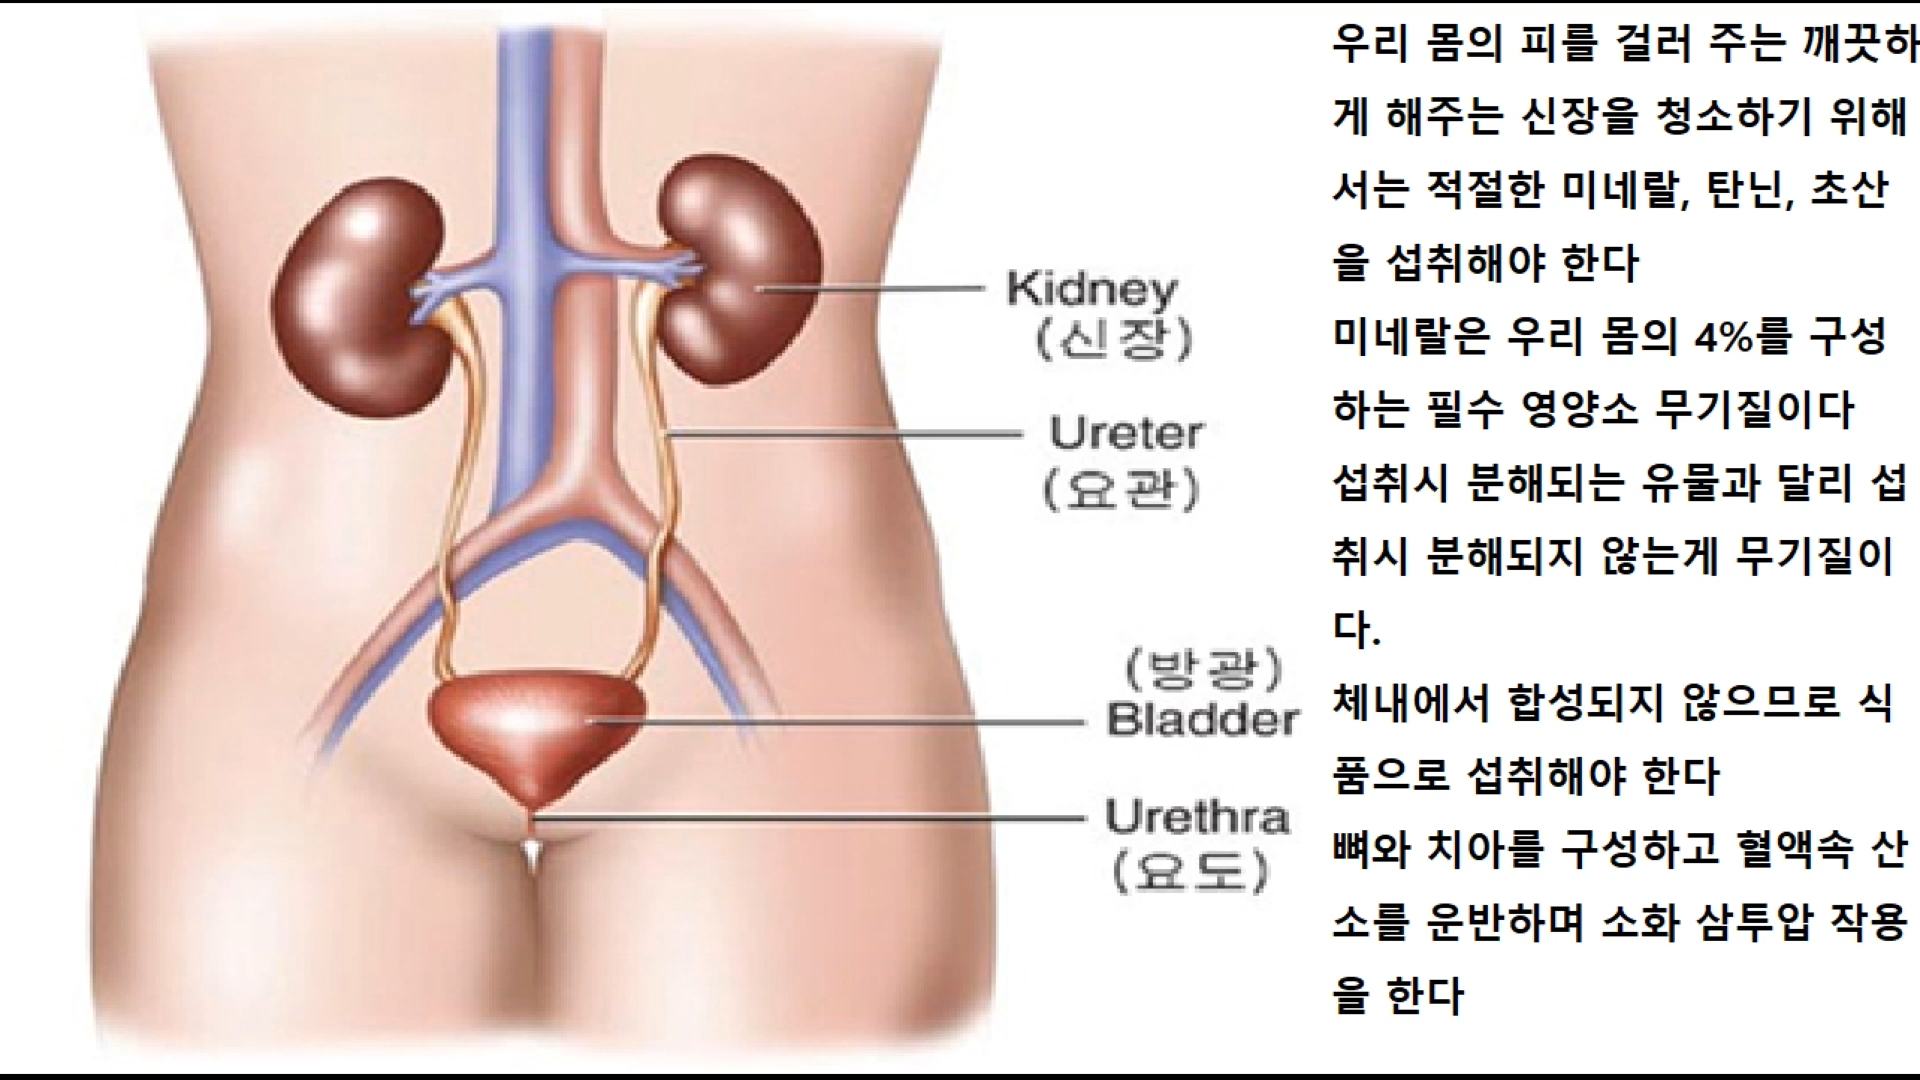 Kidney
(신장)
Ureter
(요관)
(방광)
Bladder
Urethra
(요도)
우리 몸의 피를 걸러 주는 깨끗하
게 해주는 신장을 청소하기 위해
서는 적절한 미네랄, 탄닌, 초산
을 섭취해야 한다
미네랄은 우리 몸의 4%를 구성
하는 필수 영양소 무기질이다
섭취시 분해되는 유물과 달리 섭
취시 분해되지 않는게 무기질이
다.
체내에서 합성되지 않으므로 식
품으로 섭취해야 한다
뼈와 치아를 구성하고 혈액속 산
소를 운반하며 소화 삼투압 작용
을 한다